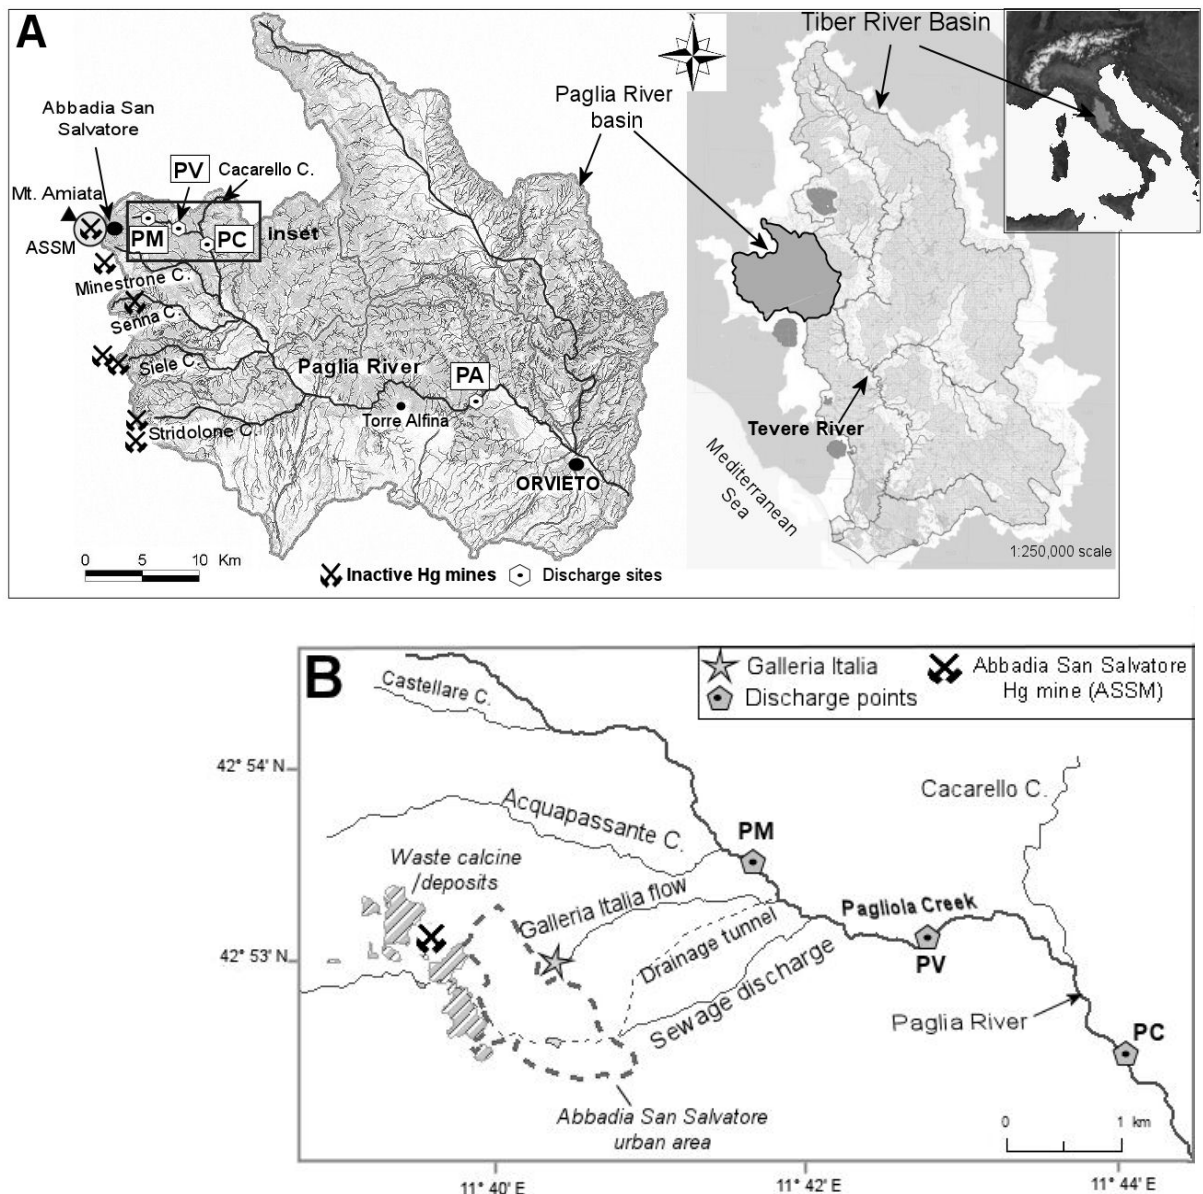 A
Abbadia San
Salvatore
Mt. Amiata
ASSM
PV
Cacarello C.
PM
PC
Inset
Minestrone C.
Senna C.
Siele C.
Stridolone C.
Paglia River
PA
Torre Alfina
ORVIETO
0 5 10 Km
Inactive Hg mines
Discharge sites
N
Paglia River
basin
Tiber River Basin
Tevere River
Mediterranean
Sea
1:250,000 scale
B
Galleria Italia
Discharge points
Abbadia San Salvatore
Hg mine (ASSM)
Castellare C.
42° 54'
Acquapassante C.
Cacarello C.
PM
Waste calcine
deposits
Galleria Italia flow
Pagliola Creek
Drainage tunnel
42° 53' N
PV
Sewage discharge
Paglia River
PC
Abbadia San Salvatore
urban area
0 1 km
11° 40' E
11° 42' E
11° 44' E